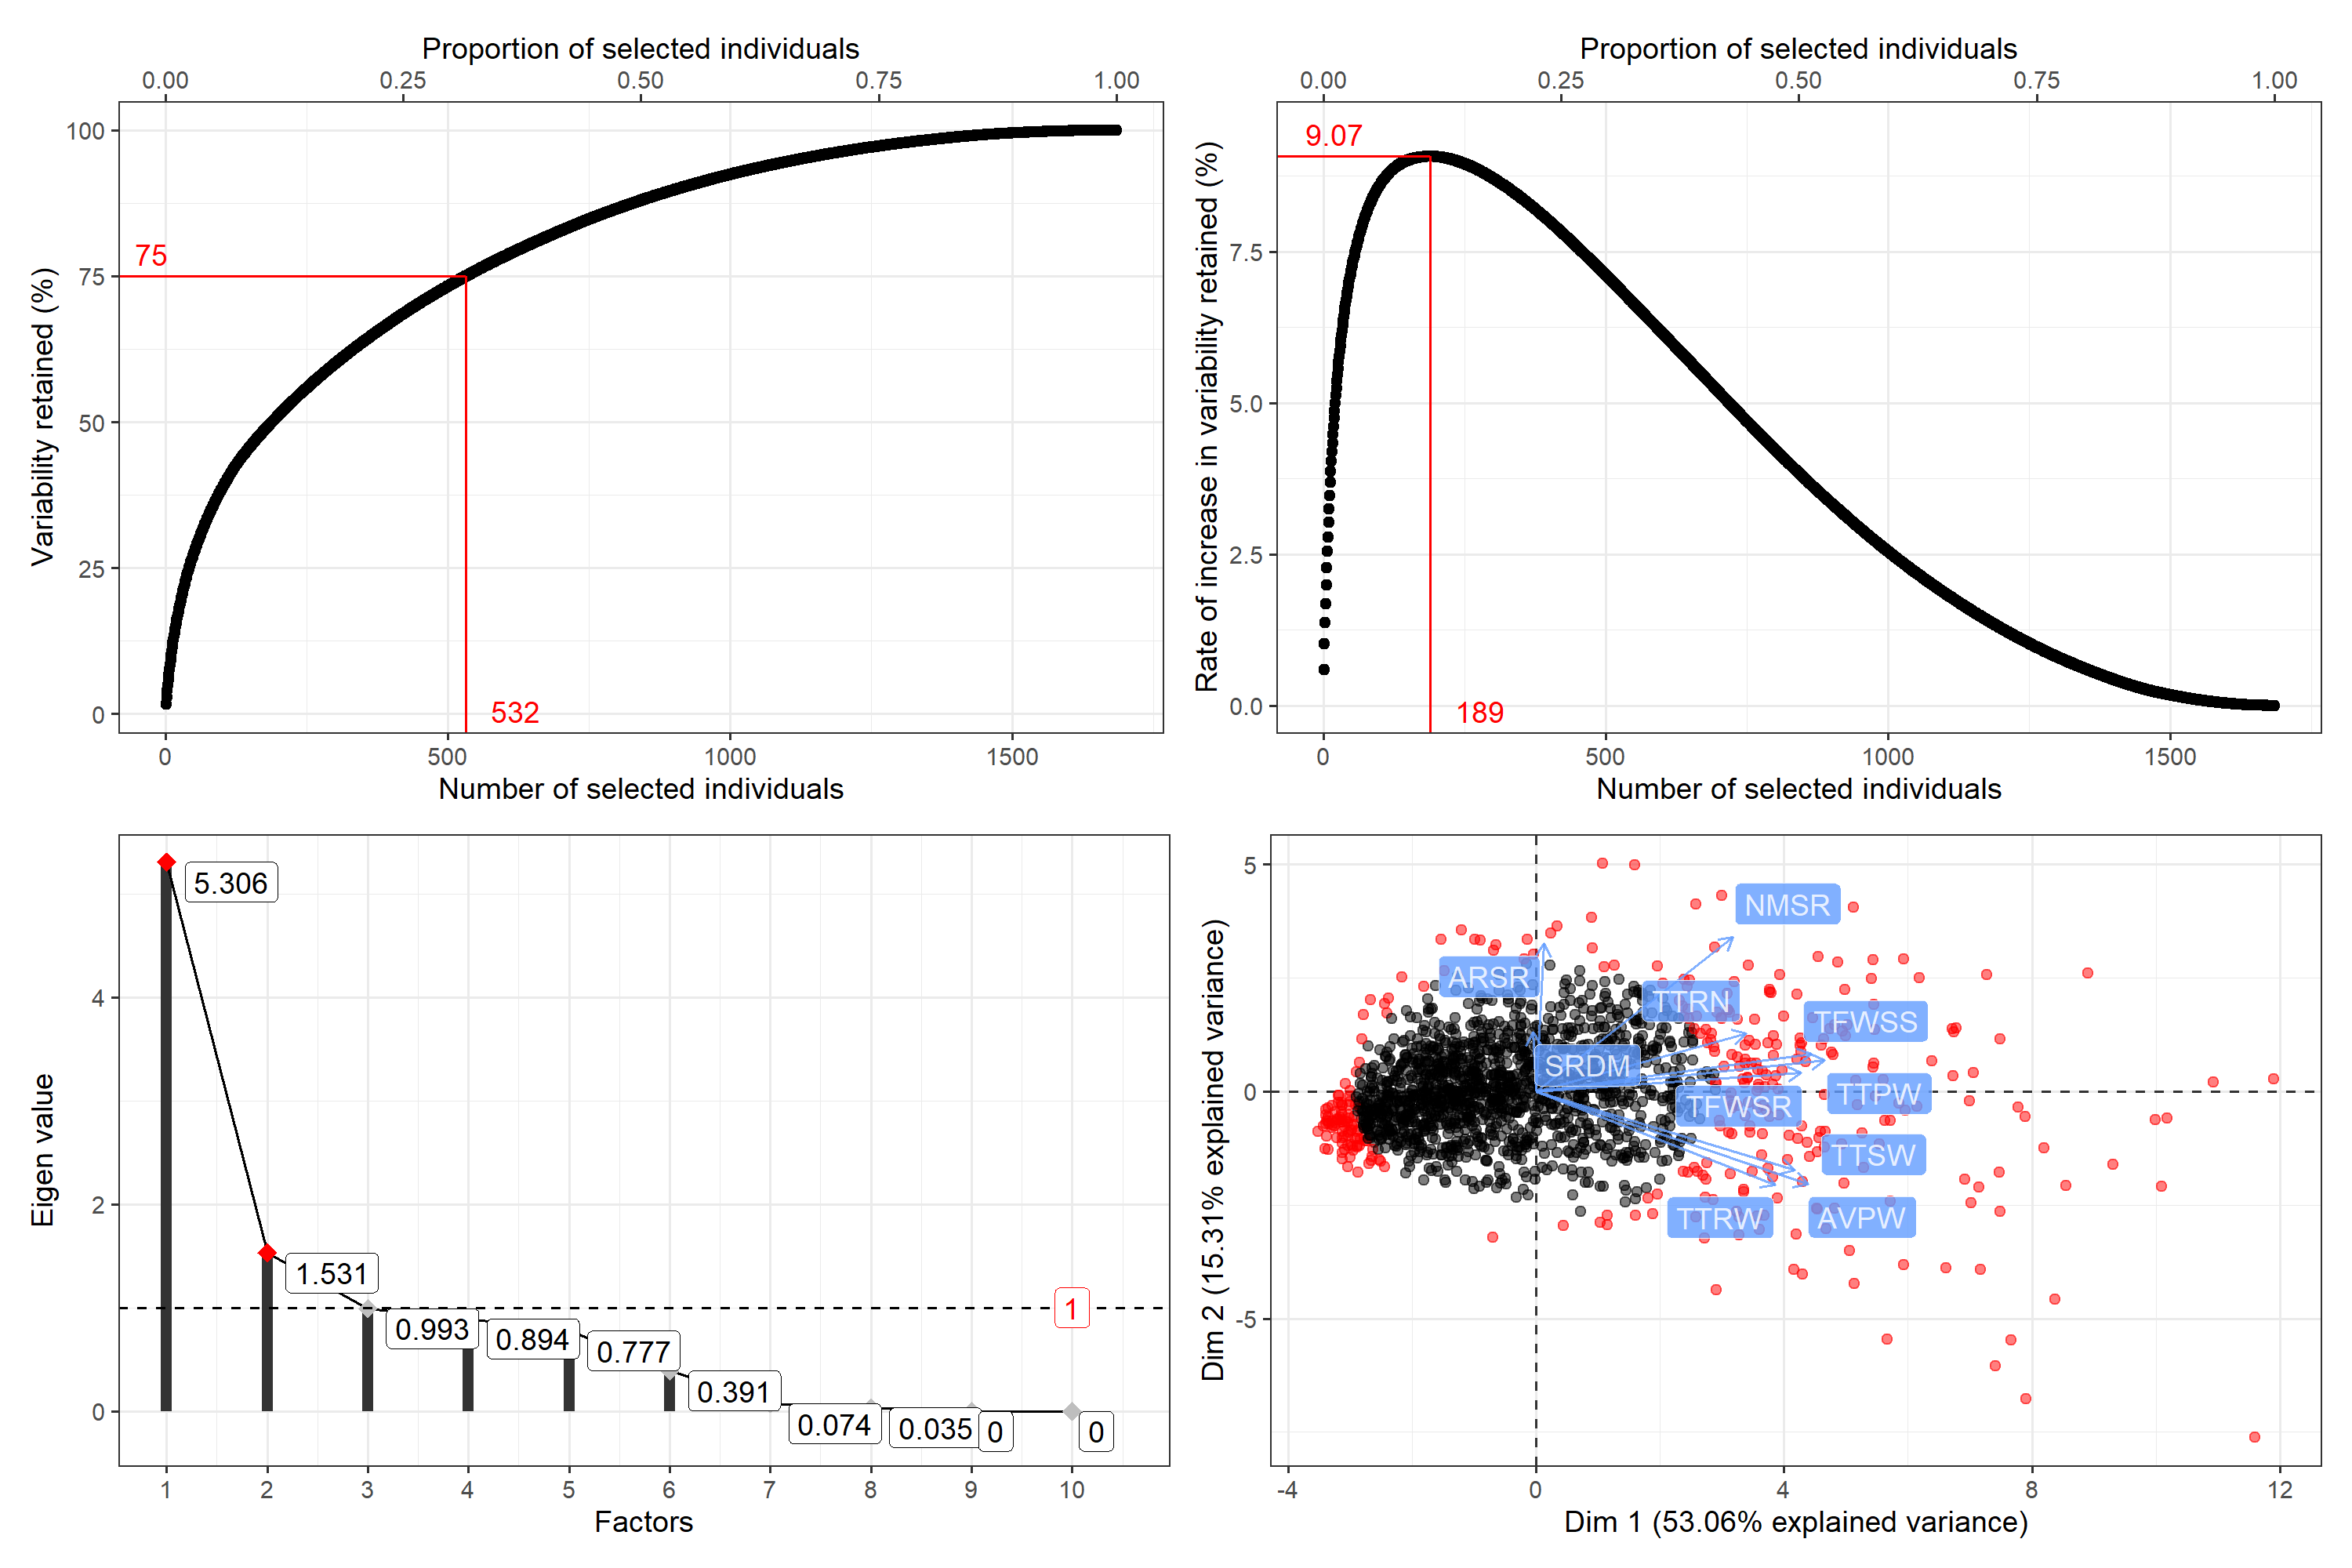 Proportion of selected individuals
0.00 0.25 0.50 0.75 1.00
100
75
50
25
0
Variability retained (%)
75
532
0 500 1000 1500
Number of selected individuals
Proportion of selected individuals
0.00 0.25 0.50 0.75 1.00
7.5
5.0
2.5
0.0
Rate of increase in variability retained (%)
9.07
189
0 500 1000 1500
Number of selected individuals
4
2
0
Eigen value
5.306
1.531
0.993
0.894
0.777
0.391
0.074
0.035
0
0
1
1 2 3 4 5 6 7 8 9 10
Factors
5
0
-5
Dim 2 (15.31% explained variance)
NMSR
ARSR
TTRN
TFWSS
SRDM
TFWSR
TTPW
TTSW
TTRW
AVPW
-4 0 4 8 12
Dim 1 (53.06% explained variance)